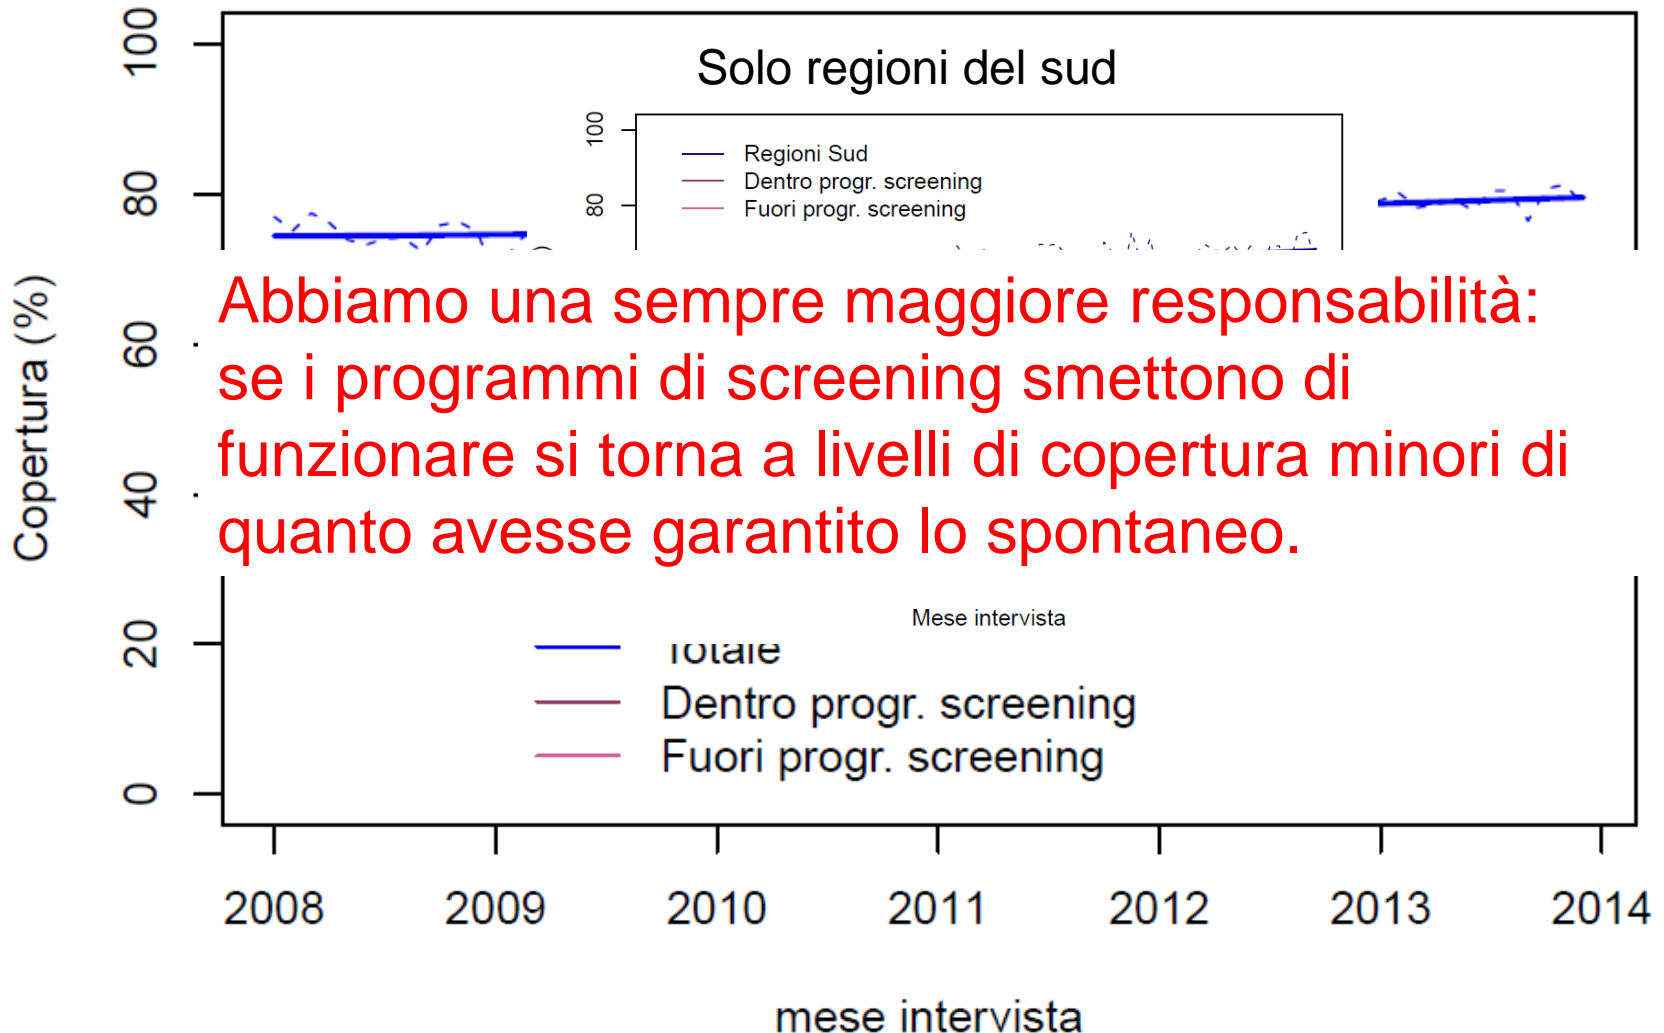 100
Solo regioni del sud
100
Regioni Sud
Dentro progr. screening
80
Fuori progr. screening
80
Abbiamo una sempre maggiore responsabilità:
se i programmi di screening smettono di
funzionare si torna a livelli di copertura minori di
quanto avesse garantito lo spontaneo.
Copertura (%)
60
40
Mese intervista
20
Totale
Dentro progr. screening
Fuori progr. screening
0
2008 2009 2010 2011 2012 2013 2014
mese intervista